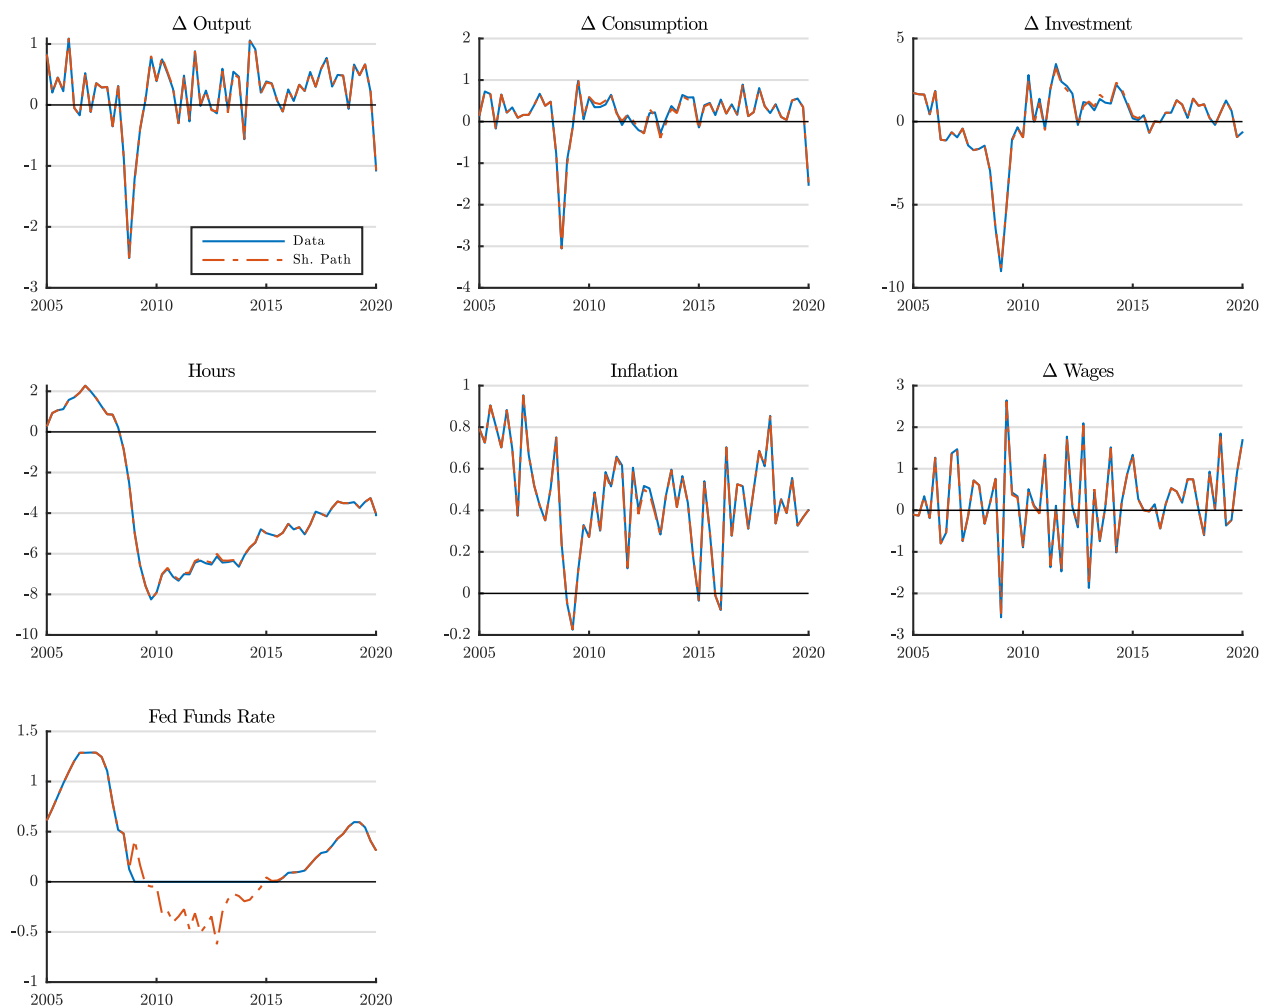 Δ Output
1
0
-1
-2
-3
2005 2010 2015 2020
Data
Sh. Path
Δ Consumption
2
1
0
-1
-2
-3
-4
2005 2010 2015 2020
Δ Investment
5
0
-5
-10
2005 2010 2015 2020
Hours
2
0
-2
-4
-6
-8
-10
2005 2010 2015 2020
Inflation
1
0.8
0.6
0.4
0.2
0
-0.2
2005 2010 2015 2020
Δ Wages
3
2
1
0
-1
-2
-3
2005 2010 2015 2020
Fed Funds Rate
1.5
1
0.5
0
-0.5
-1
2005 2010 2015 2020